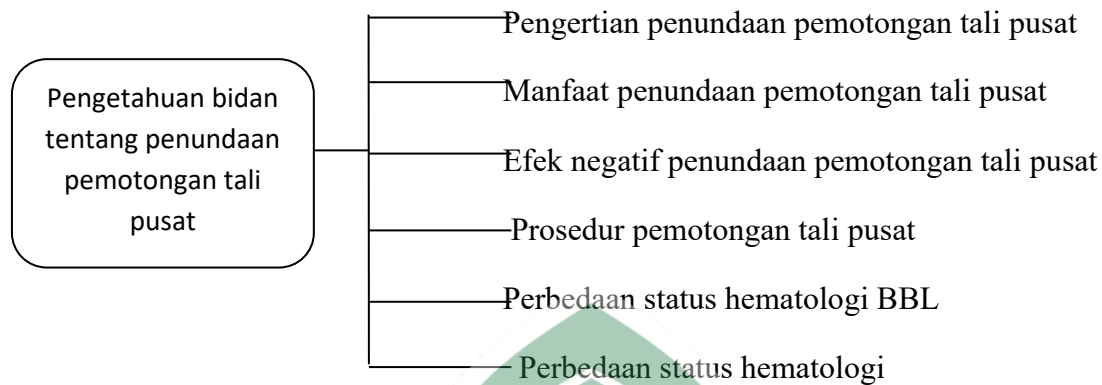 Pengetahuan bidan
tentang penundaan
pemotongan tali
pusat
Pengertian penundaan pemotongan tali pusat
Manfaat penundaan pemotongan tali pusat
Efek negatif penundaan pemotongan tali pusat
Prosedur pemotongan tali pusat
Perbedaan status hematologi BBL
Perbedaan status hematologi